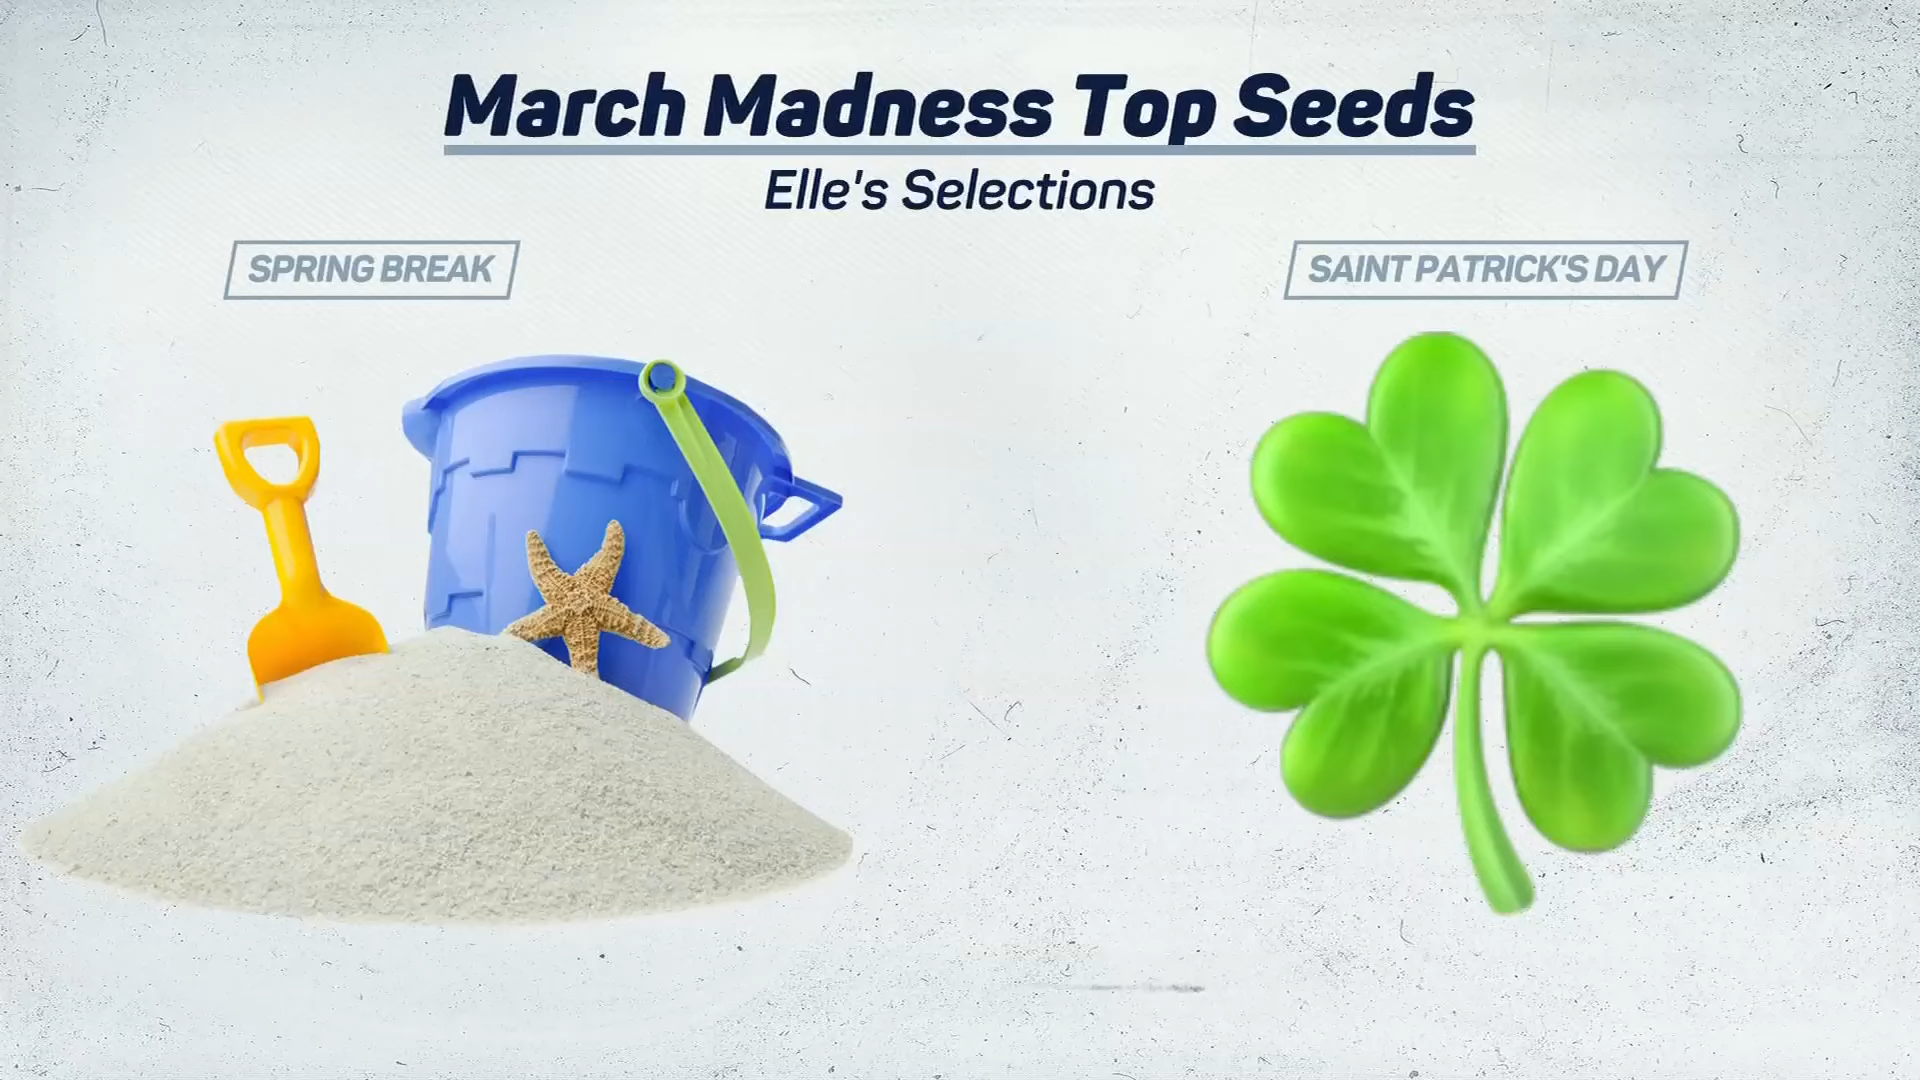 March Madness Top Seeds
Elle's Selections
SPRING BREAK
SAINT PATRICK'S DAY